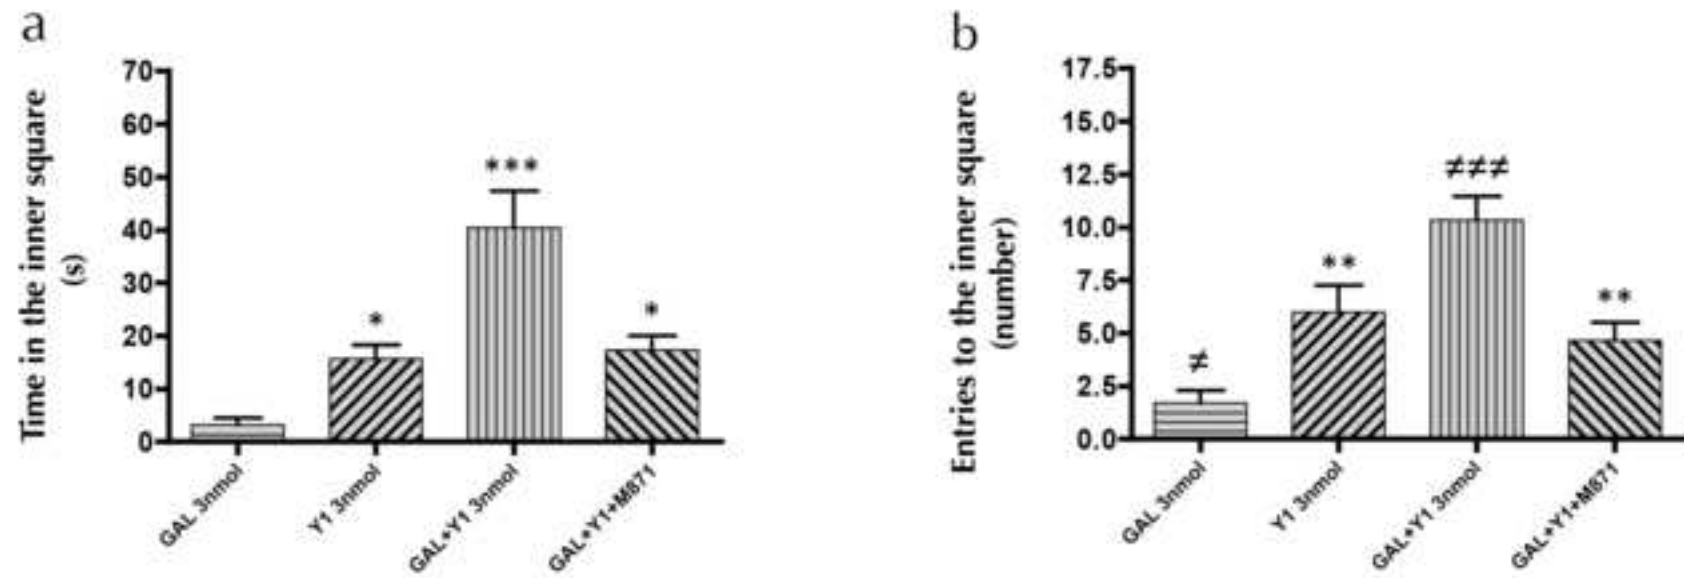 a
Time in the inner square
(s)
70
60
50
40
30
20
10
0
*
***
*
GAL 3nmol
Y1 3nmol
GAL+Y1 3nmol
GAL+Y1+M871
b
Entries to the inner square
(number)
17.5
15.0
12.5
10.0
7.5
5.0
2.5
0.0
≠
**
≠≠≠
**
GAL 3nmol
Y1 3nmol
GAL+Y1 3nmol
GAL+Y1+M871